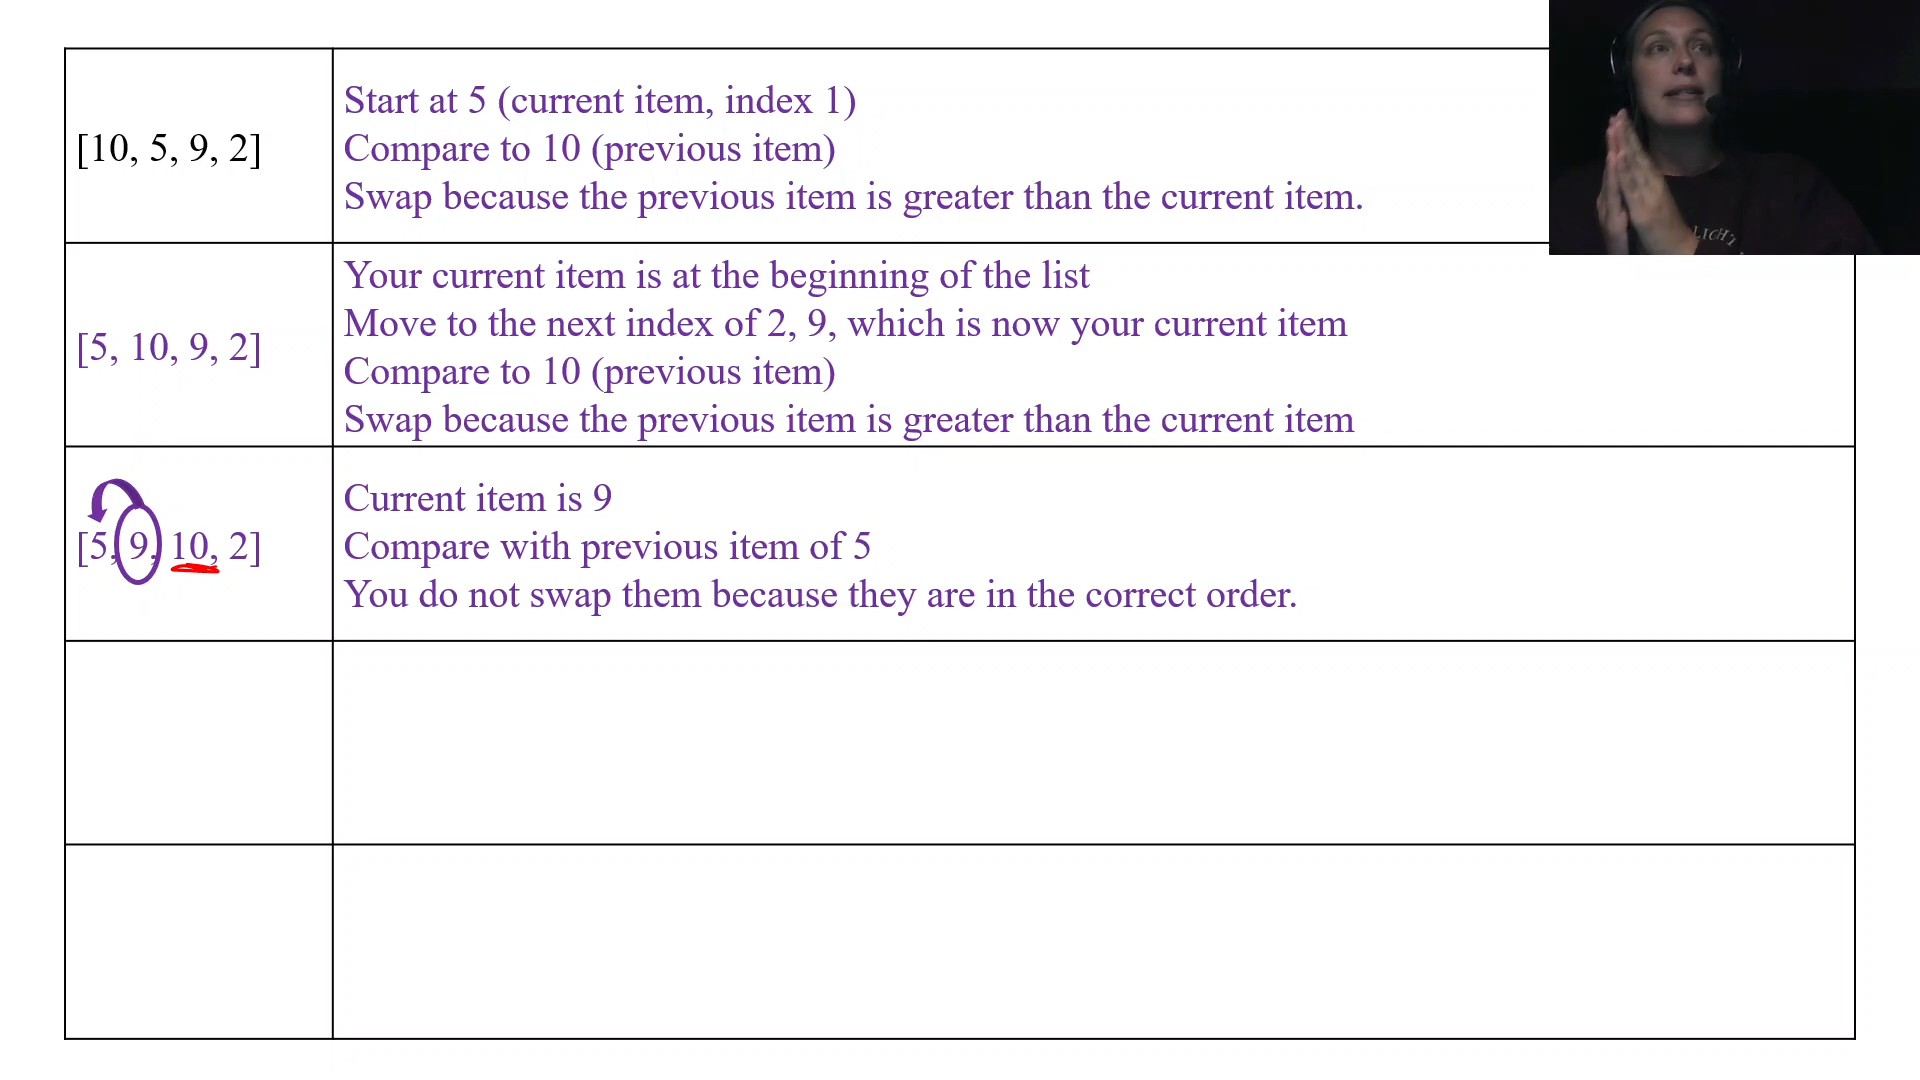 [10, 5, 9, 2]
Start at 5 (current item, index 1)
Compare to 10 (previous item)
Swap because the previous item is greater than the current item.
[5, 10, 9, 2]
Your current item is at the beginning of the list
Move to the next index of 2, 9, which is now your current item
Compare to 10 (previous item)
Swap because the previous item is greater than the current item
[5, 9, 10, 2]
Current item is 9
Compare with previous item of 5
You do not swap them because they are in the correct order.
LIGHT